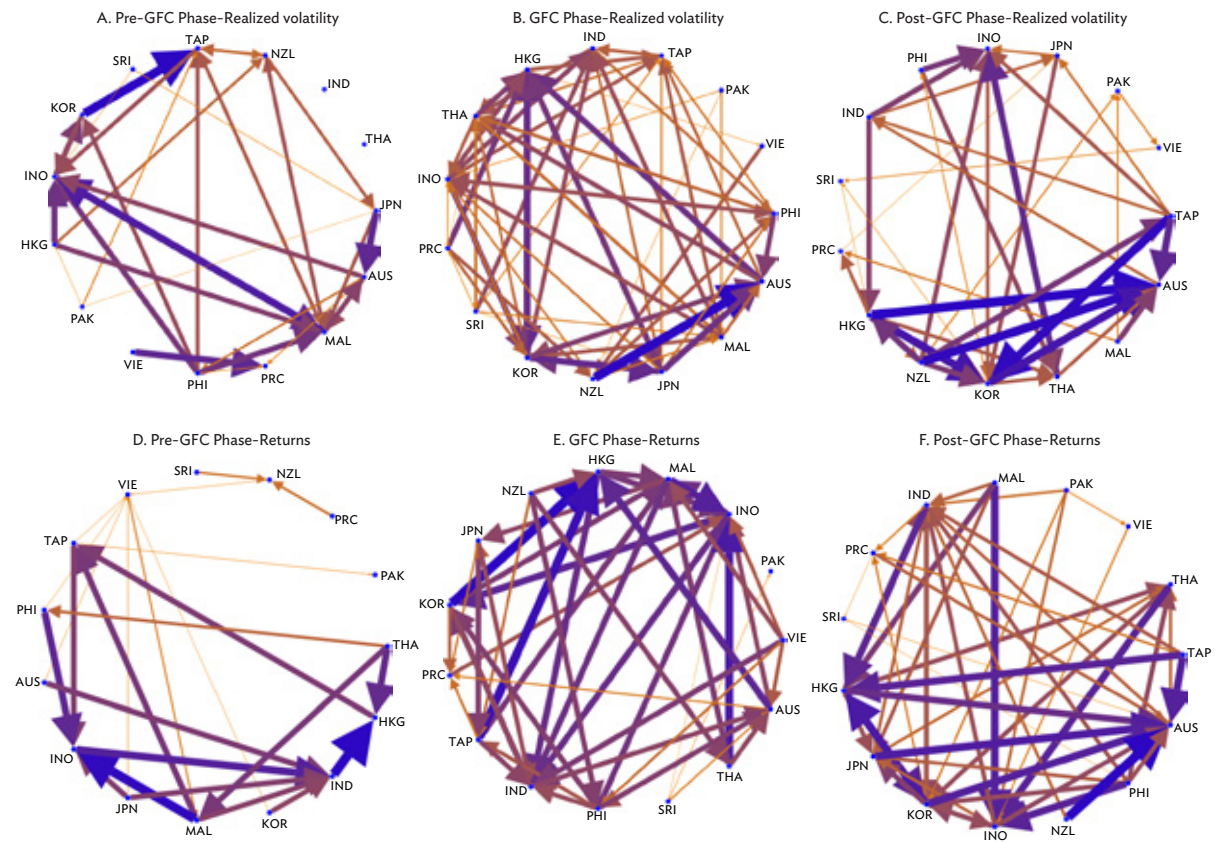 A. Pre-GFC Phase-Realized volatility
TAP
NZL
SRI
IND
KOR
THA
INO
JPN
HKG
AUS
PAK
MAL
VIE
PHI
PRC
B. GFC Phase-Realized volatility
IND
TAP
HKG
PAK
THA
VIE
INO
PHI
PRC
AUS
SRI
MAL
KOR
NZL
JPN
C. Post-GFC Phase-Realized volatility
INO
JPN
PHI
PAK
IND
VIE
SRI
TAP
PRC
AUS
HKG
MAL
NZL
KOR
THA
D. Pre-GFC Phase-Returns
SRI
NZL
VIE
PRC
TAP
PAK
PHI
THA
AUS
HKG
INO
IND
JPN
MAL
KOR
E. GFC Phase-Returns
HKG
MAL
NZL
INO
JPN
PAK
KOR
VIE
PRC
AUS
TAP
THA
IND
PHI
SRI
F. Post-GFC Phase-Returns
MAL
PAK
IND
VIE
PRC
THA
SRI
TAP
HKG
AUS
JPN
PHI
KOR
INO
NZL